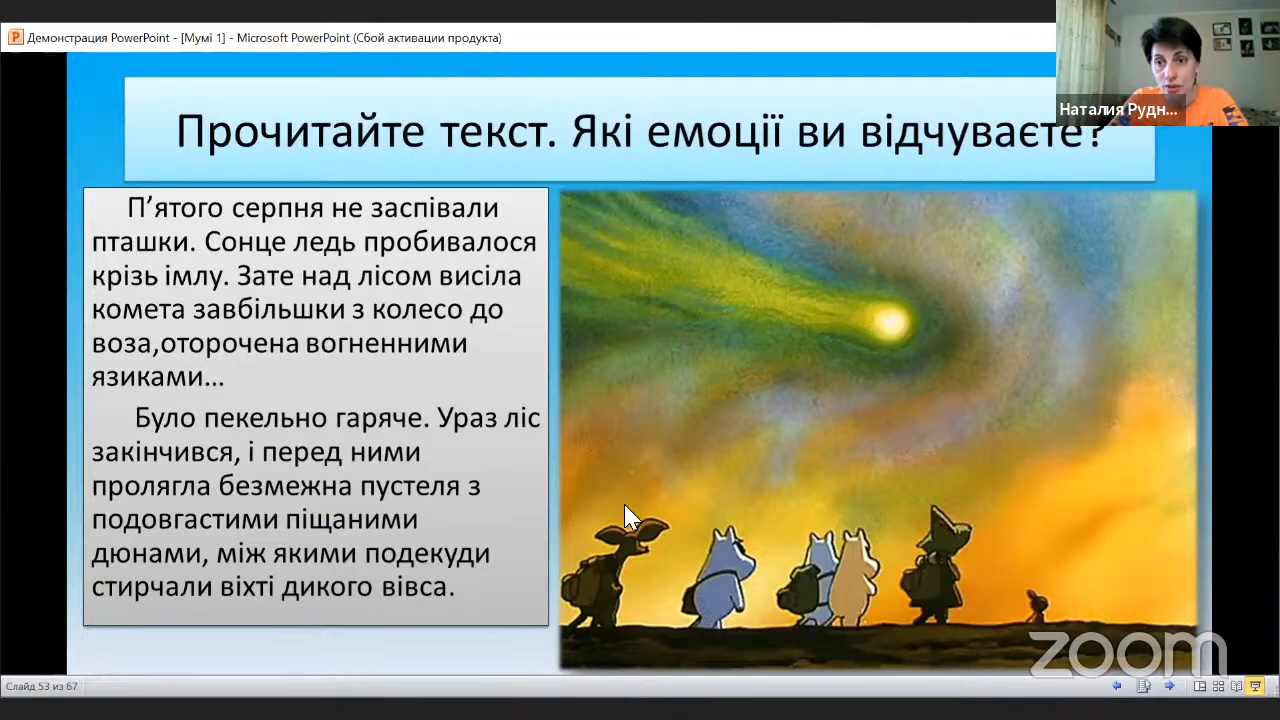 Демонстрация PowerPoint - [Мумі 1] - Microsoft PowerPoint (Сбой активации продукта)
Наталия Рудн...
Прочитайте текст. Які емоції ви відчуваєте?
П’ятого серпня не заспівали
пташки. Сонце ледь пробивалося
крізь імлу. Зате над лісом висіла
комета завбільшки з колесо до
воза,оторочена вогненними
язиками…
Було пекельно гаряче. Ураз ліс
закінчився, і перед ними
пролягла безмежна пустеля з
подовгастими піщаними
дюнами, між якими подекуди
стирчали віхті дикого вівса.
zoom
Слайд 53 из 67